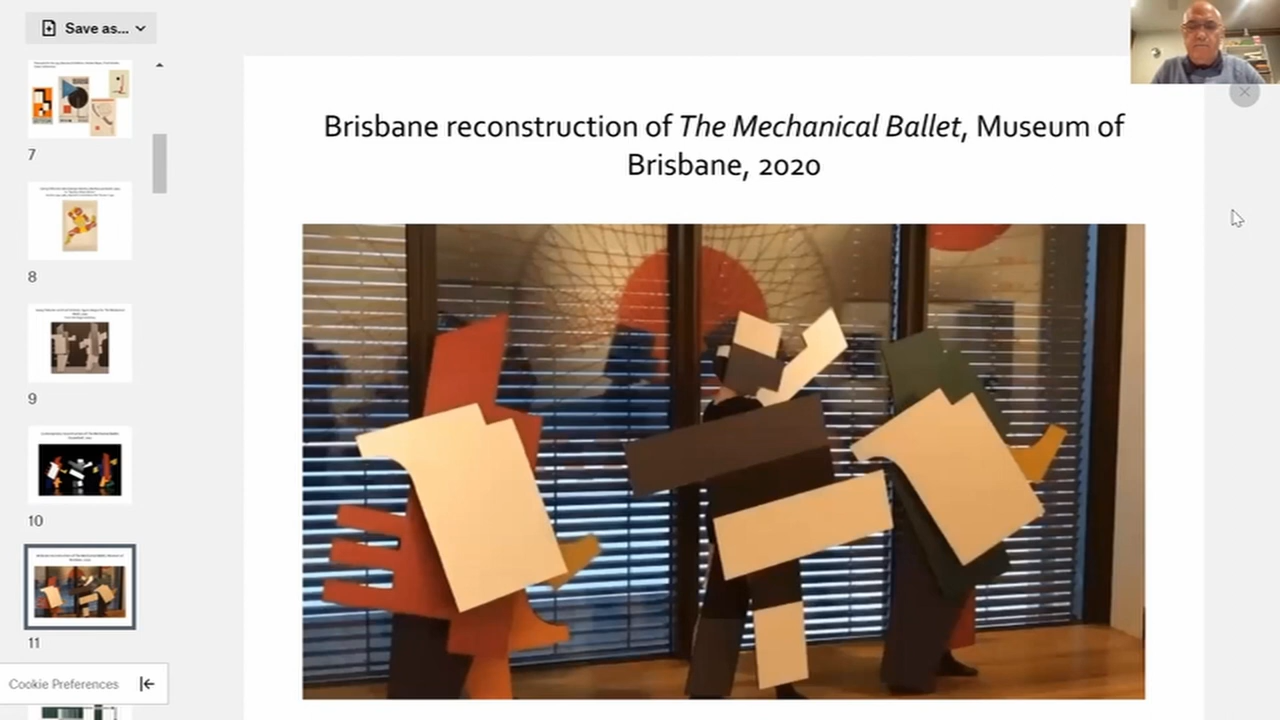 Save as...
7
8
9
10
11
Cookie Preferences
Brisbane reconstruction of The Mechanical Ballet, Museum of
Brisbane, 2020